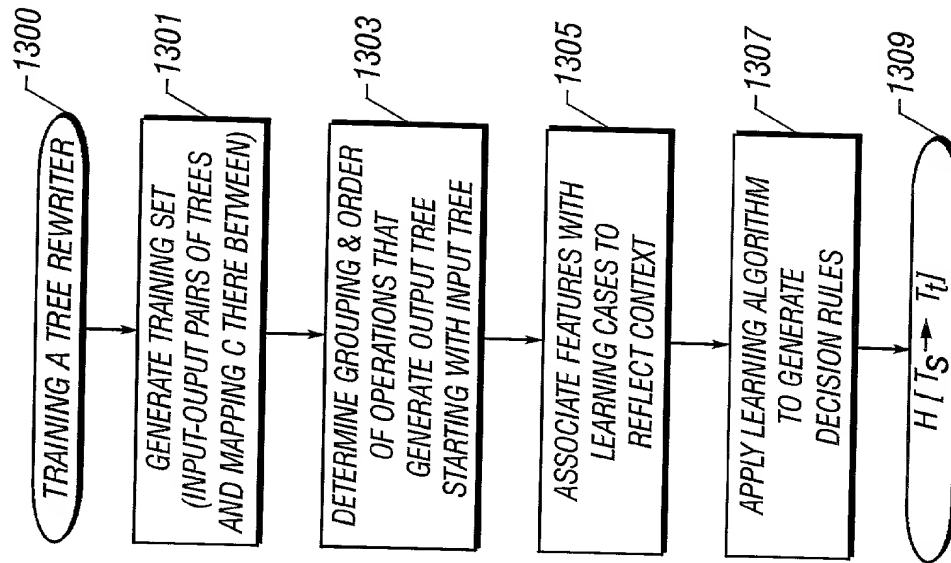 1300
TRAINING A TREE REWRITER
1301
GENERATE TRAINING SET
(INPUT-OUPUT PAIRS OF TREES
AND MAPPING C THERE BETWEEN)
1303
DETERMINE GROUPING & ORDER
OF OPERATIONS THAT
GENERATE OUTPUT TREE
STARTING WITH INPUT TREE
1305
ASSOCIATE FEATURES WITH
LEARNING CASES TO
REFLECT CONTEXT
1307
APPLY LEARNING ALGORITHM
TO GENERATE
DECISION RULES
1309
H [ Ts → Tt ]